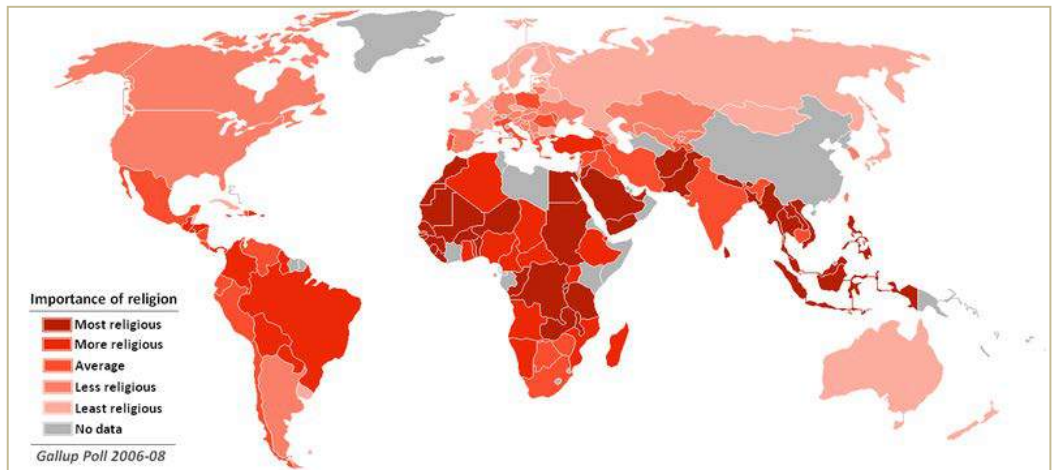 Importance of religion
Most religious
More religious
Average
Less religious
Least religious
No data
Gallup Poll 2006-08